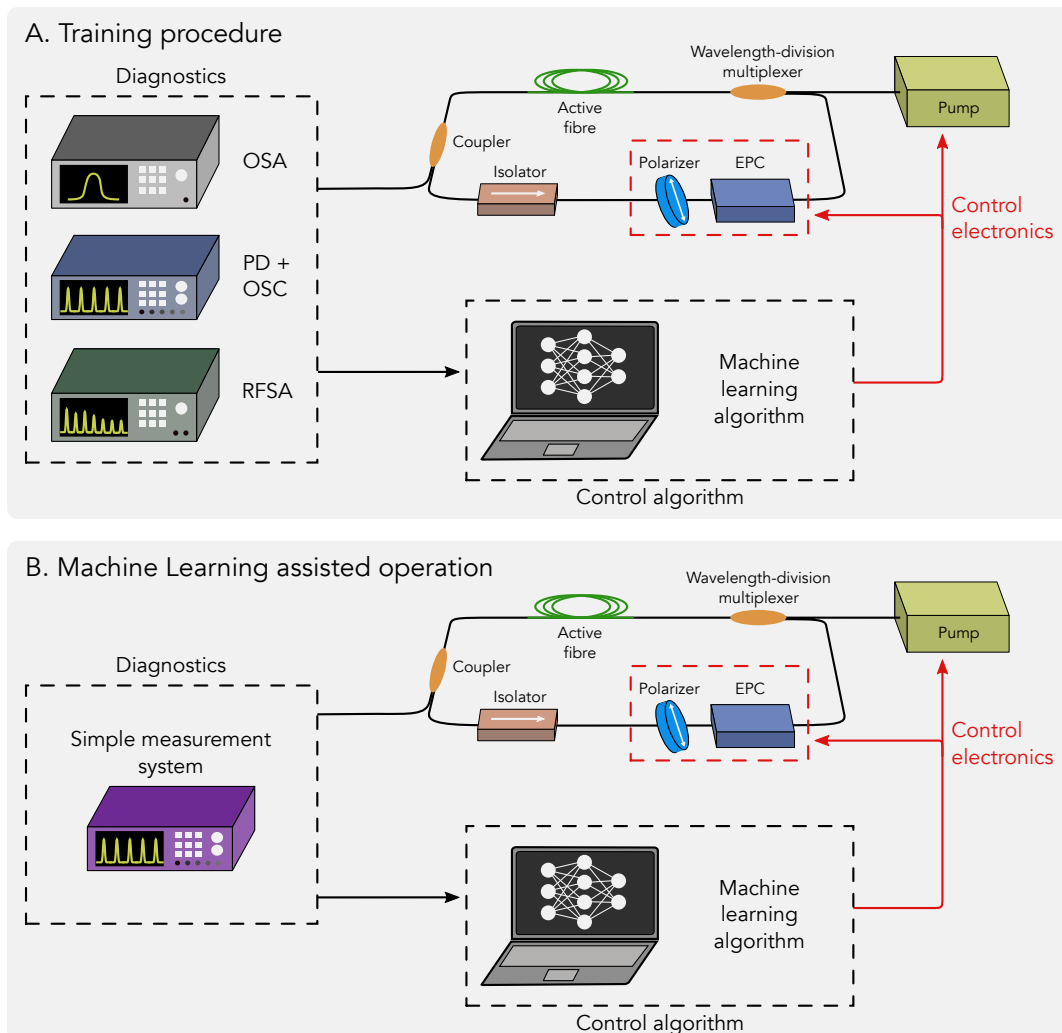 A. Training procedure
Diagnostics
OSA
PD +
OSC
RFSA
Coupler
Active
fibre
Wavelength-division
multiplexer
Pump
Isolator
Polarizer
EPC
Control
electronics
Machine
learning
algorithm
Control algorithm
B. Machine Learning assisted operation
Diagnostics
Simple measurement
system
Coupler
Active
fibre
Wavelength-division
multiplexer
Pump
Isolator
Polarizer
EPC
Control
electronics
Machine
learning
algorithm
Control algorithm